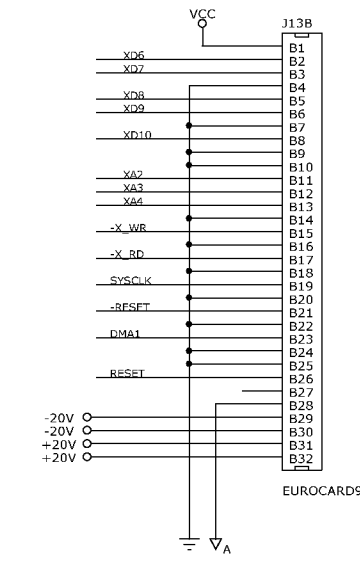 VCC
J13B
B1
XD6 B2
XD7 B3
B4
XD8 B5
XD9 B6
B7
XD10 B8
B9
B10
XA2 B11
XA3 B12
XA4 B13
B14
-X_WR B15
B16
-X_RD B17
B18
SYSCLK B19
B20
-RESET B21
B22
DMA1 B23
B24
B25
RESET B26
B27
B28
-20V B29
-20V B30
+20V B31
+20V B32
EUROCARD9
A